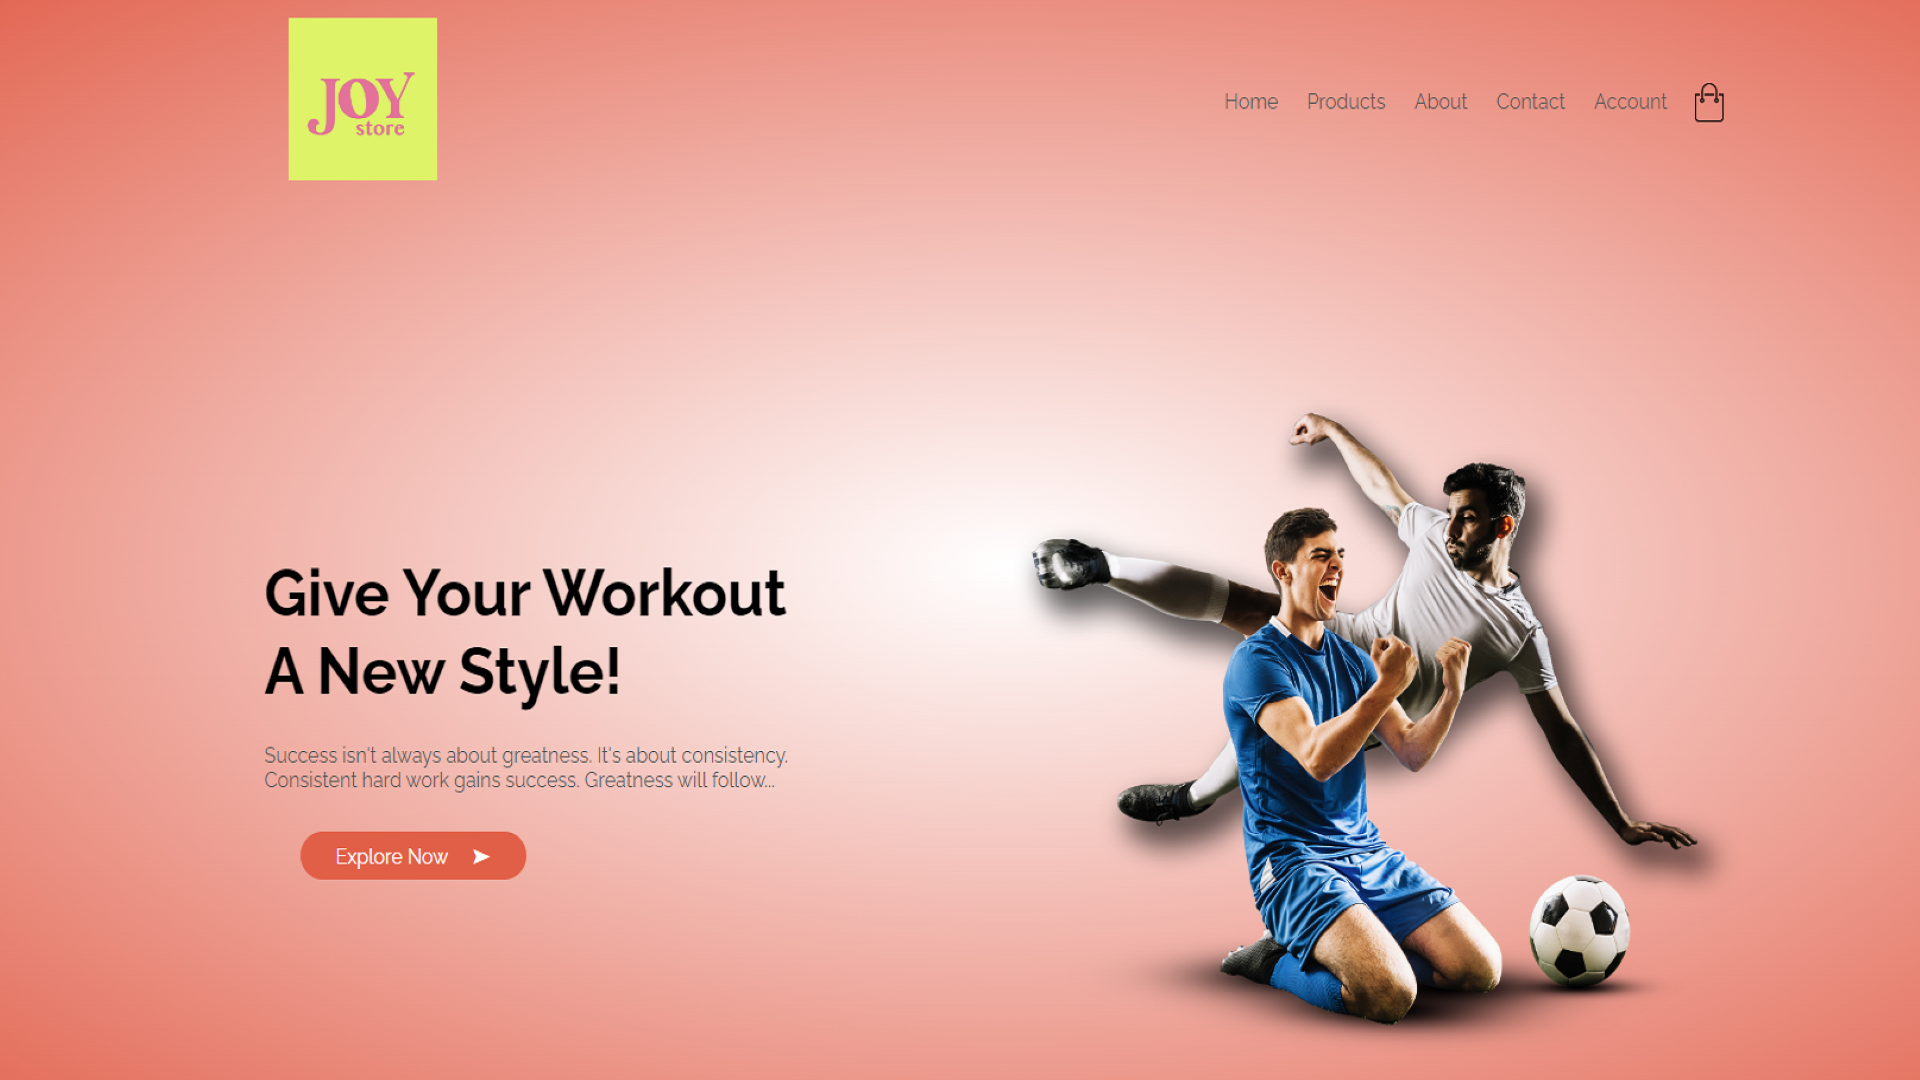 JOY
store
Home Products About Contact Account
Give Your Workout
A New Style!
Success isn't always about greatness. It's about consistency.
Consistent hard work gains success. Greatness will follow...
Explore Now